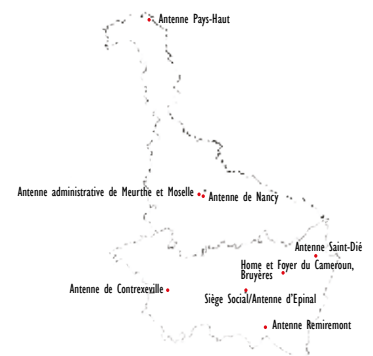 Antenne Pays-Haut
Antenne administrative de Meurthe et Moselle
Antenne de Nancy
Antenne Saint-Dié
Home et Foyer du Cameroun,
Bruyères
Antenne de Contrexeville
Siège Social/Antenne d'Epinal
Antenne Remiremont